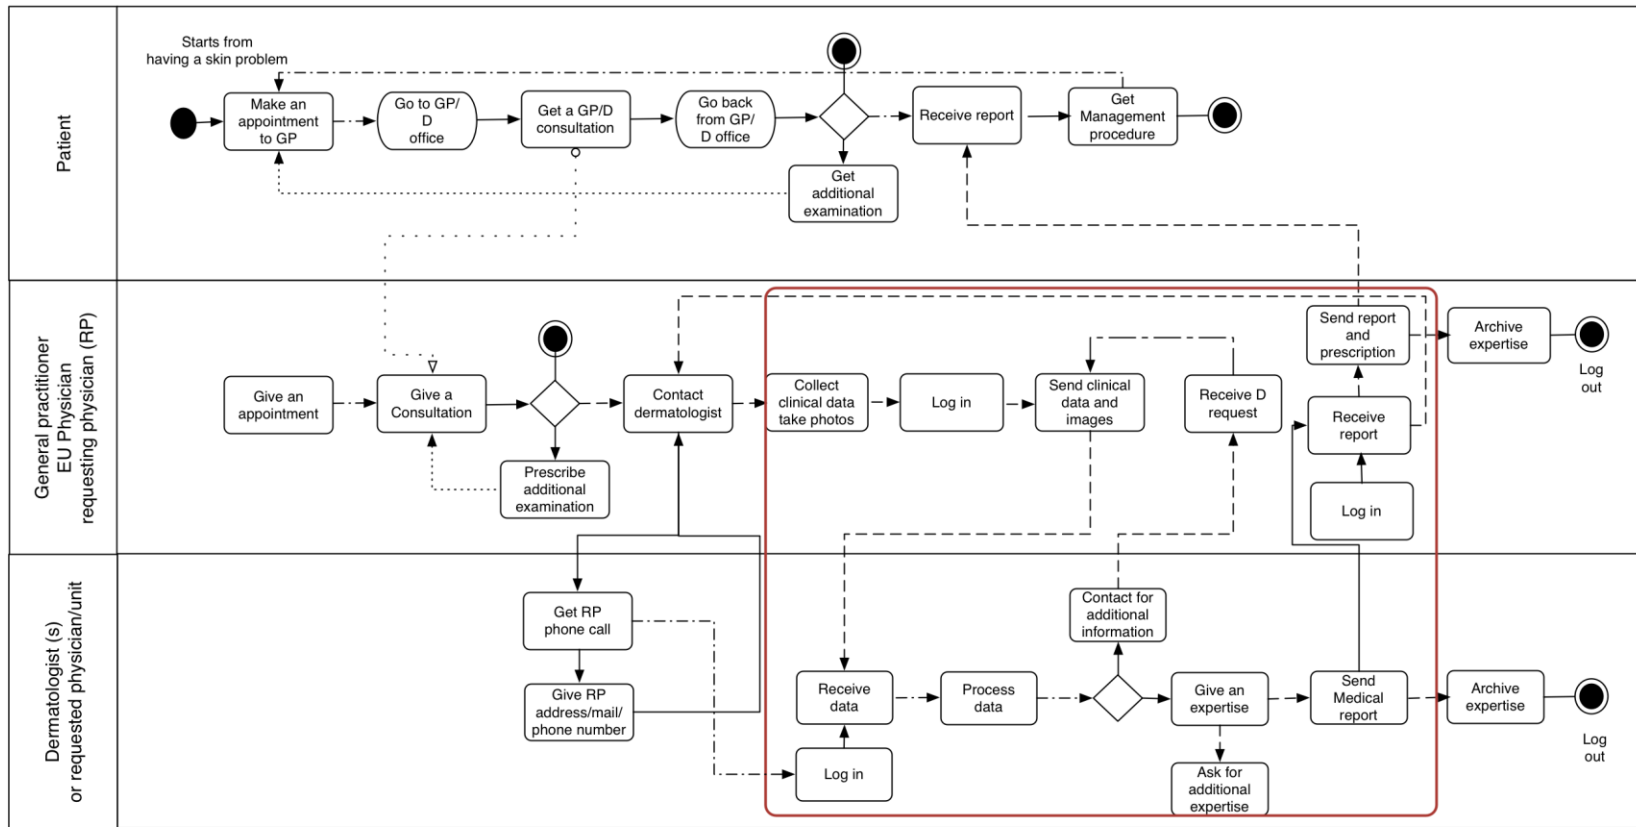 Patient
Starts from
having a skin problem
Make an
appointment
to GP
Go to GP/
D
office
Get a GP/D
consultation
Go back
from GP/
D office
Receive report
Get
Management
procedure
Get
additional
examination
General practitioner
EU Physician
requesting physician (RP)
Give an
appointment
Give a
Consultation
Prescribe
additional
examination
Contact
dermatologist
Collect
clinical data
take photos
Log in
Send clinical
data and
images
Receive D
request
Send report
and
prescription
Receive
report
Log in
Archive
expertise
Log
out
Dermatologist (s)
or requested physician/unit
Get RP
phone call
Give RP
address/mail/
phone number
Receive
data
Log in
Process
data
Contact for
additional
information
Give an
expertise
Ask for
additional
expertise
Send
Medical
report
Archive
expertise
Log
out